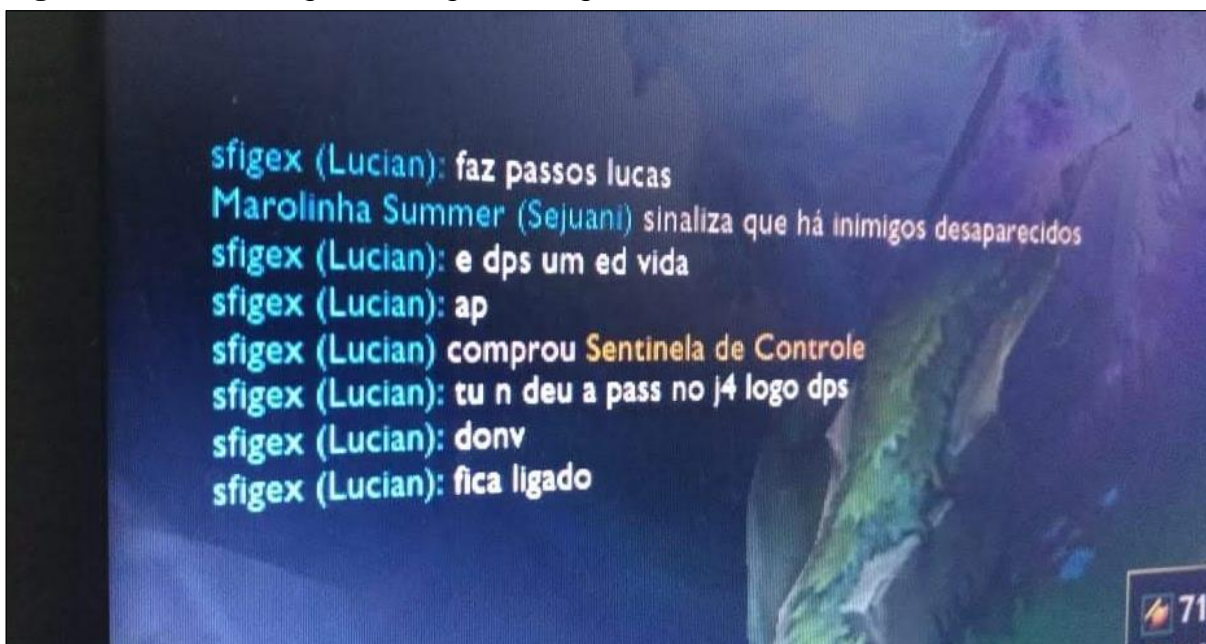 sfigex (Lucian): faz passos lucas
Marolinha Summer (Sejuani) sinaliza que há inimigos desaparecidos
sfigex (Lucian): e dps um ed vida
sfigex (Lucian): ap
sfigex (Lucian) comprou Sentinela de Controle
sfigex (Lucian): tu n deu a pass no j4 logo dps
sfigex (Lucian): donv
sfigex (Lucian): fica ligado
71